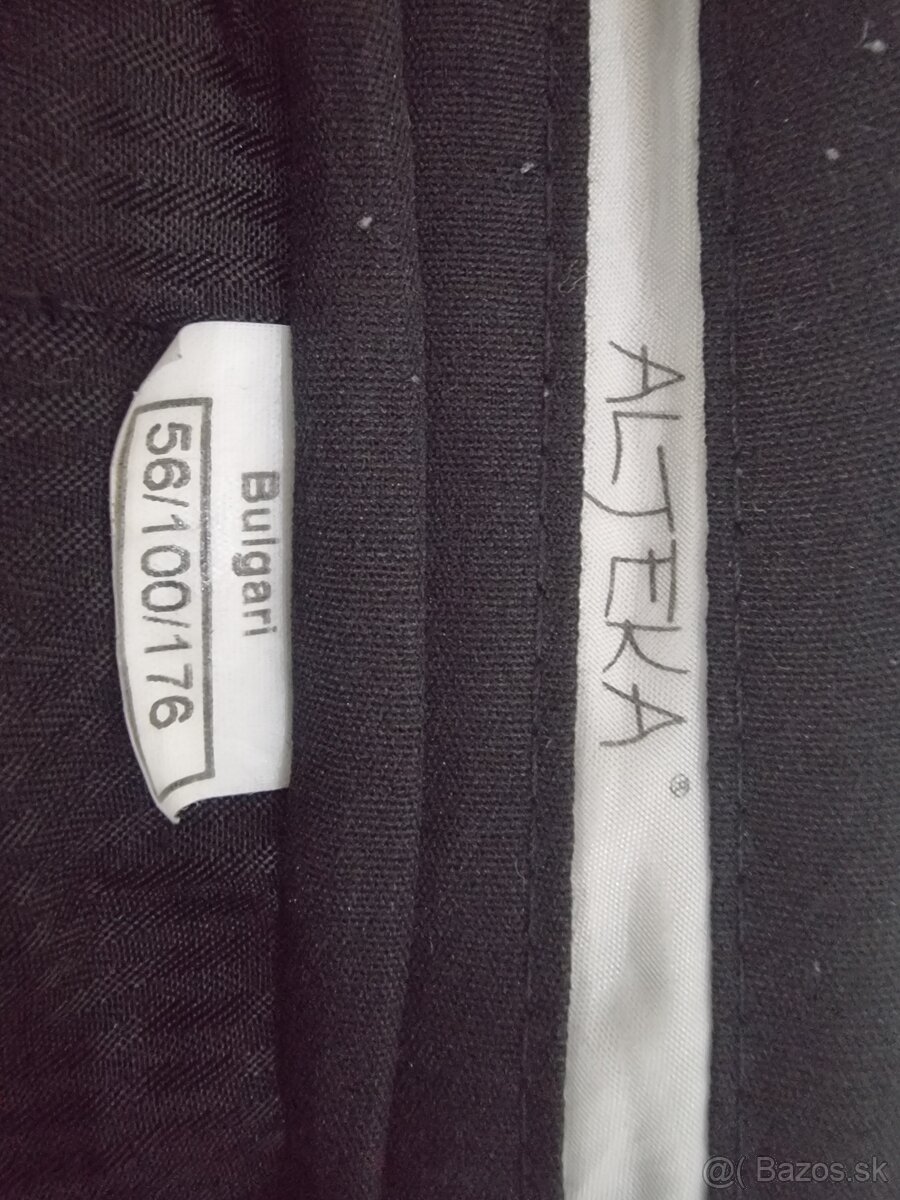 Bulgari
56/100/176
ALTEKA
®
@( Bazos.sk